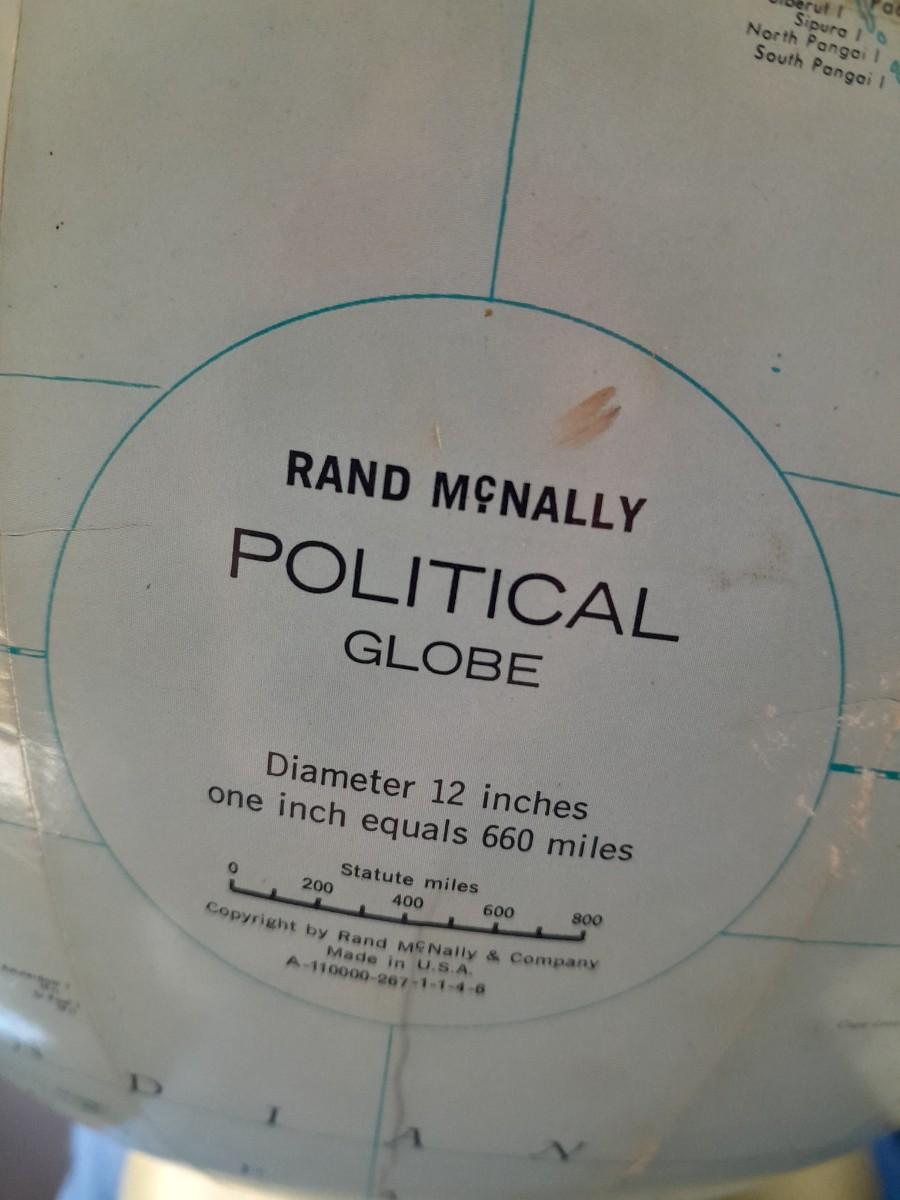 Sipura I
North Pangai I
South Pangai I
RAND MCNALLY
POLITICAL
GLOBE
Diameter 12 inches
one inch equals 660 miles
Statute miles
0 200 400 600 800
Copyright by Rand McNally & Company
Made in U.S.A.
A-110000-267-1-1-4-6
D I A N